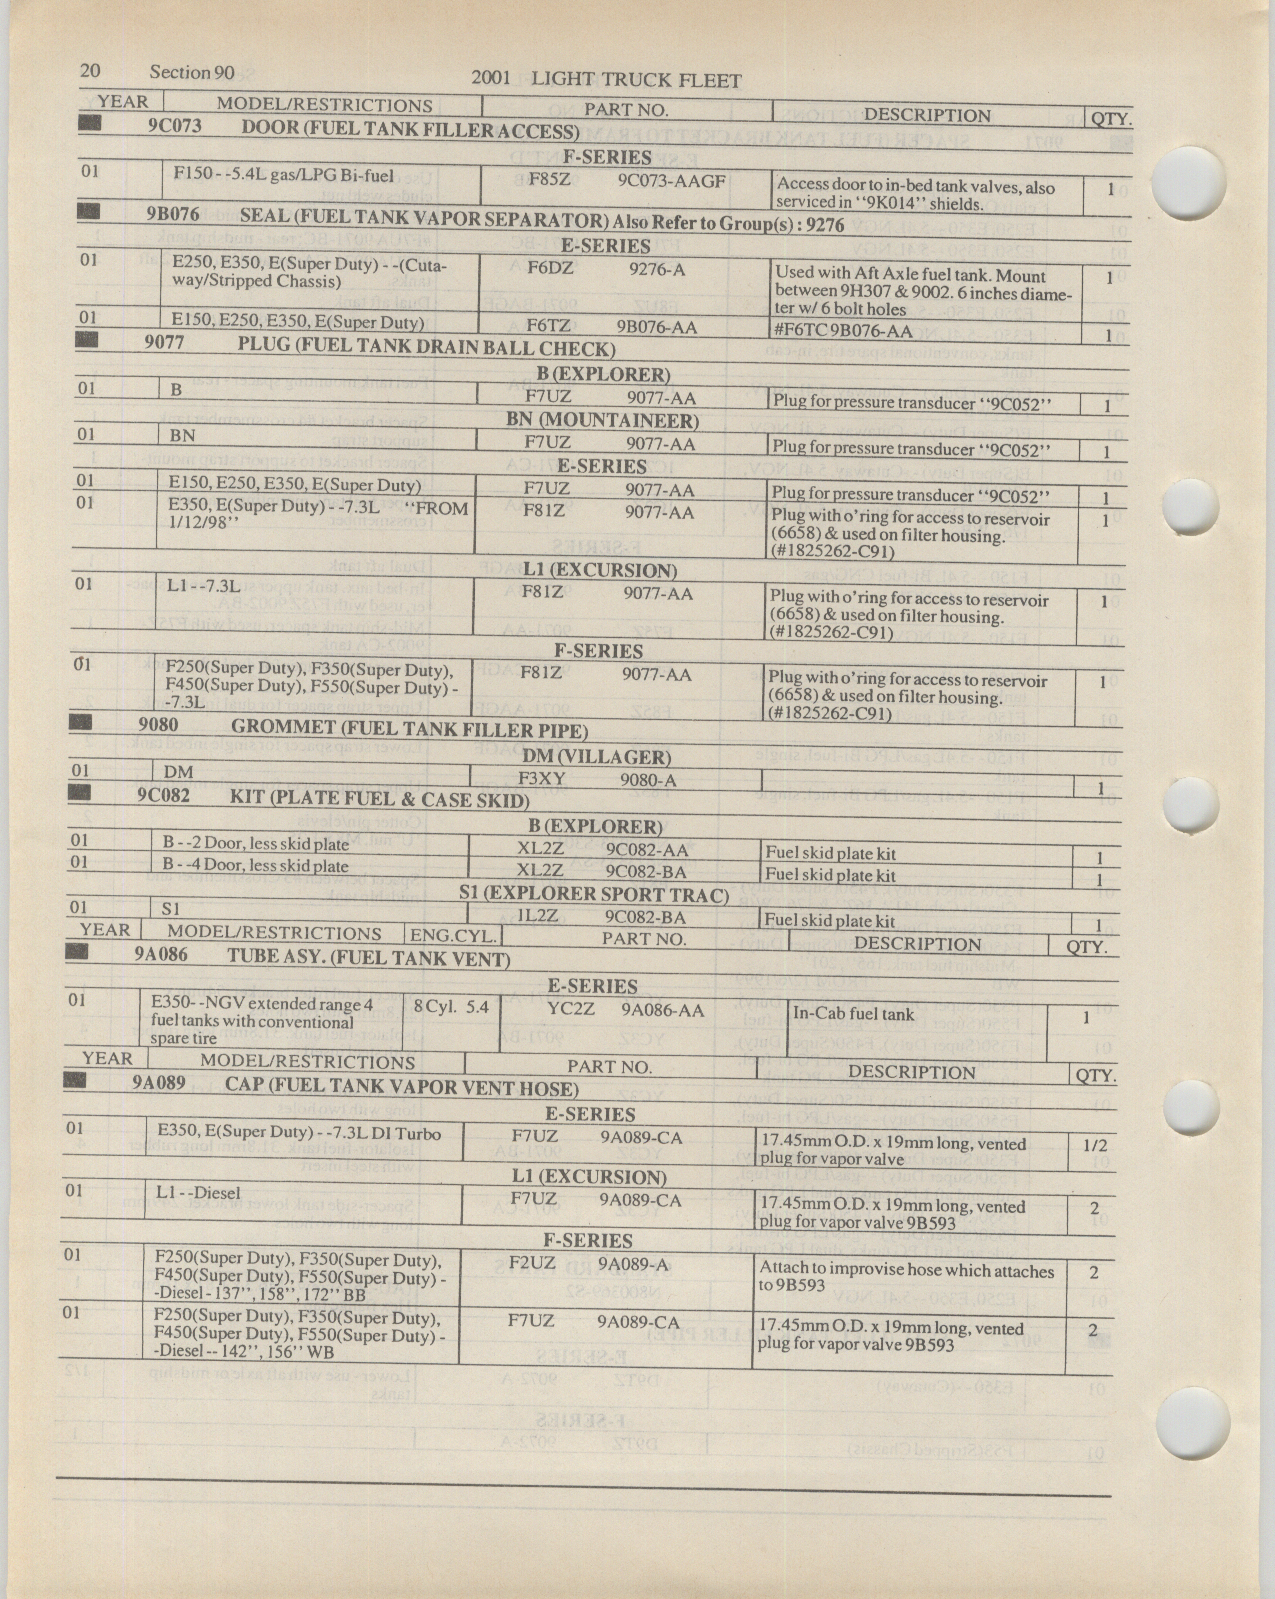 20 Section 90 2001 LIGHT TRUCK FLEET
YEAR MODEL/RESTRICTIONS PART NO. DESCRIPTION QTY.
9C073 DOOR (FUEL TANK FILLER ACCESS)
F-SERIES
01 F150--5.4L gas/LPG Bi-fuel F85Z 9C073-AAGF Access door to in-bed tank valves, also 1
serviced in "9K014" shields.
9B076 SEAL (FUEL TANK VAPOR SEPARATOR) Also Refer to Group(s): 9276
E-SERIES
01 E250, E350, E(Super Duty)--(Cuta- F6DZ 9276-A Used with Aft Axle fuel tank. Mount 1
way/Stripped Chassis) between 9H307 & 9002. 6 inches diame-
ter w/ 6 bolt holes
01 E150, E250, E350, E(Super Duty) F6TZ 9B076-AA #F6TC 9B076-AA 1
9077 PLUG (FUEL TANK DRAIN BALL CHECK)
B (EXPLORER)
01 B F7UZ 9077-AA Plug for pressure transducer "9C052" 1
BN (MOUNTAINEER)
01 BN F7UZ 9077-AA Plug for pressure transducer "9C052" 1
E-SERIES
01 E150, E250, E350, E(Super Duty) F7UZ 9077-AA Plug for pressure transducer "9C052" 1
01 E350, E(Super Duty)--7.3L "FROM F81Z 9077-AA Plug with o'ring for access to reservoir 1
1/12/98" (6658) & used on filter housing.
(#1825262-C91)
L1 (EXCURSION)
01 L1--7.3L F81Z 9077-AA Plug with o'ring for access to reservoir 1
(6658) & used on filter housing.
(#1825262-C91)
F-SERIES
01 F250(Super Duty), F350(Super Duty), F81Z 9077-AA Plug with o'ring for access to reservoir 1
F450(Super Duty), F550(Super Duty)- (6658) & used on filter housing.
-7.3L (#1825262-C91)
9080 GROMMET (FUEL TANK FILLER PIPE)
DM (VILLAGER)
01 DM F3XY 9080-A 1
9C082 KIT (PLATE FUEL & CASE SKID)
B (EXPLORER)
01 B--2 Door, less skid plate XL2Z 9C082-AA Fuel skid plate kit 1
01 B--4 Door, less skid plate XL2Z 9C082-BA Fuel skid plate kit 1
S1 (EXPLORER SPORT TRAC)
01 S1 1L2Z 9C082-BA Fuel skid plate kit 1
YEAR MODEL/RESTRICTIONS ENG.CYL. PART NO. DESCRIPTION QTY.
9A086 TUBE ASY. (FUEL TANK VENT)
E-SERIES
01 E350--NGV extended range 4 8 Cyl. 5.4 YC2Z 9A086-AA In-Cab fuel tank 1
fuel tanks with conventional
spare tire
YEAR MODEL/RESTRICTIONS PART NO. DESCRIPTION QTY.
9A089 CAP (FUEL TANK VAPOR VENT HOSE)
E-SERIES
01 E350, E(Super Duty)--7.3L DI Turbo F7UZ 9A089-CA 17.45mm O.D. x 19mm long, vented 1/2
plug for vapor valve
L1 (EXCURSION)
01 L1--Diesel F7UZ 9A089-CA 17.45mm O.D. x 19mm long, vented 2
plug for vapor valve 9B593
F-SERIES
01 F250(Super Duty), F350(Super Duty), F2UZ 9A089-A Attach to improvise hose which attaches 2
F450(Super Duty), F550(Super Duty)- to 9B593
-Diesel-137", 158", 172" BB
01 F250(Super Duty), F350(Super Duty), F7UZ 9A089-CA 17.45mm O.D. x 19mm long, vented 2
F450(Super Duty), F550(Super Duty)- plug for vapor valve 9B593
-Diesel--142", 156" WB